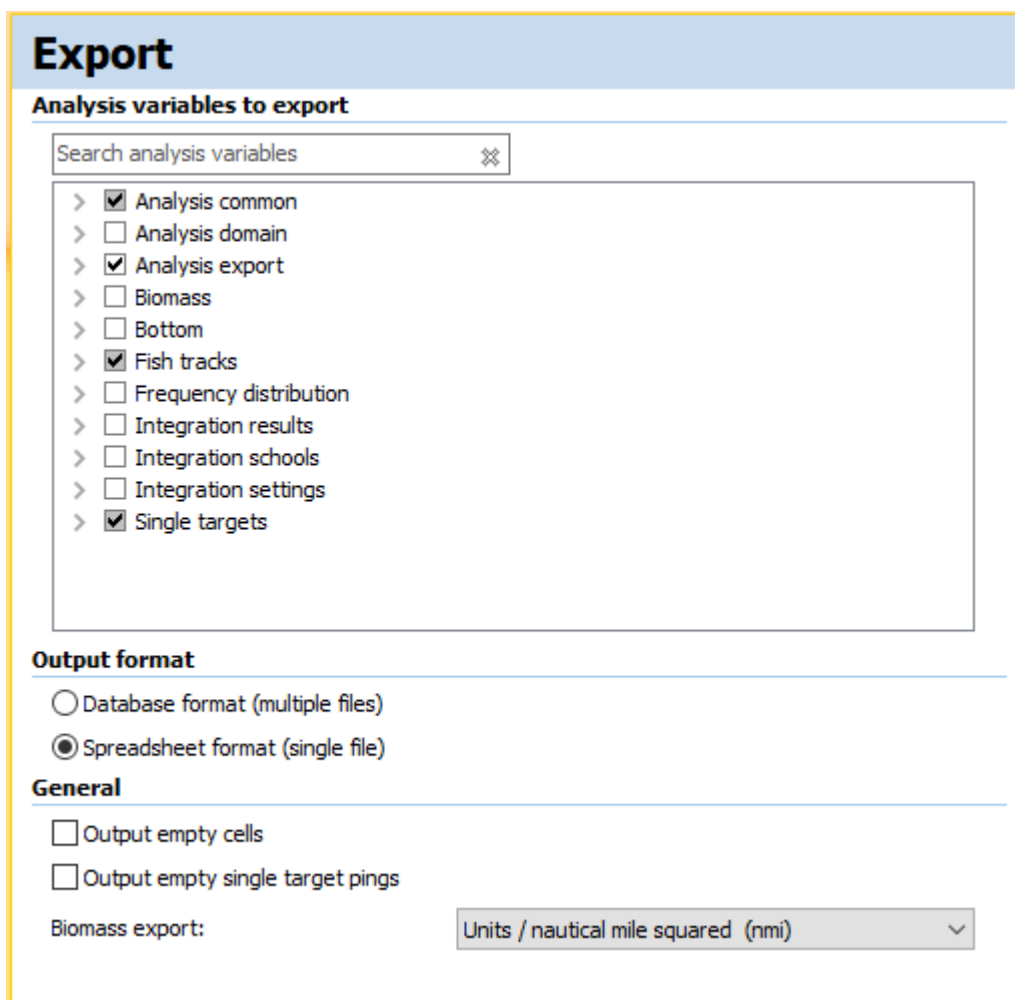 Export
Analysis variables to export
Search analysis variables
Analysis common
Analysis domain
Analysis export
Biomass
Bottom
Fish tracks
Frequency distribution
Integration results
Integration schools
Integration settings
Single targets
Output format
Database format (multiple files)
Spreadsheet format (single file)
General
Output empty cells
Output empty single target pings
Biomass export: Units / nautical mile squared (nmi)